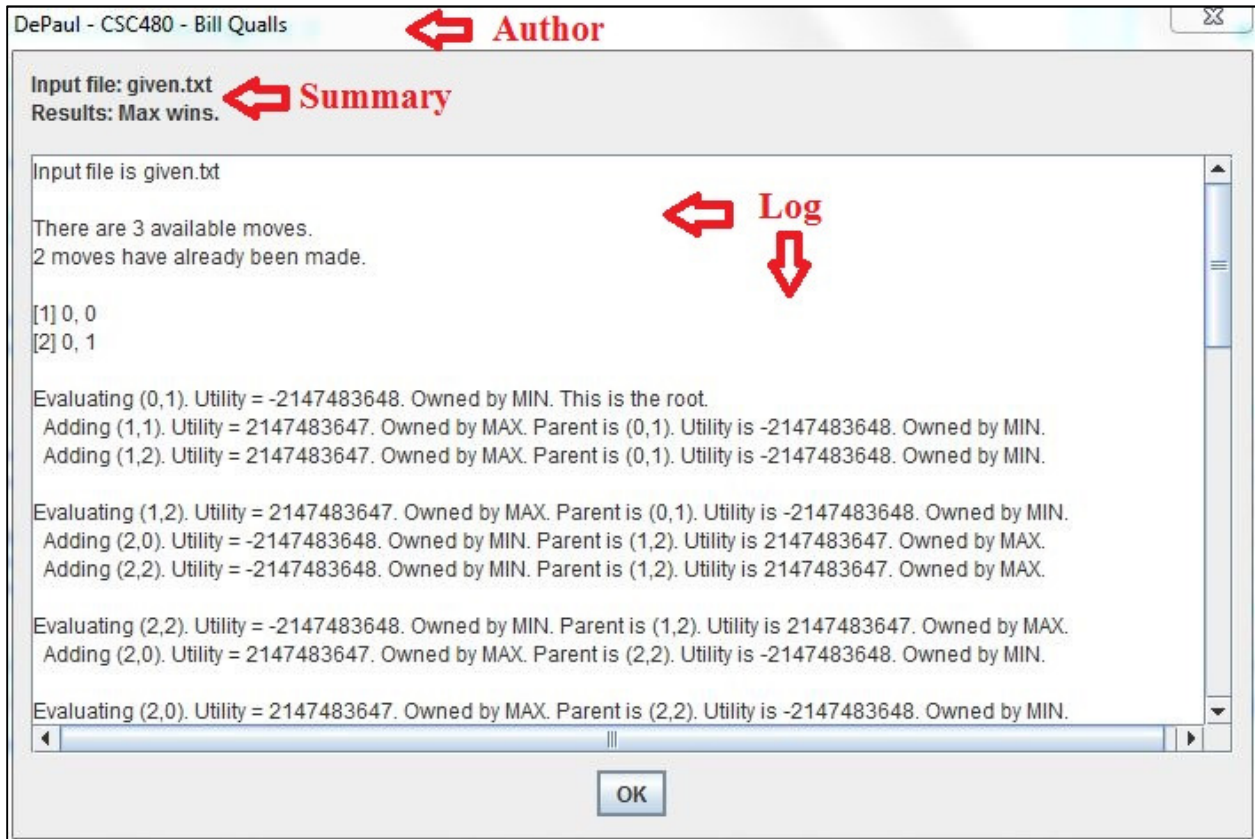 DePaul - CSC480 - Bill Qualls
Author
Input file: given.txt
Summary
Results: Max wins.
Input file is given.txt
Log
There are 3 available moves.
2 moves have already been made.
[1] 0, 0
[2] 0, 1
Evaluating (0,1). Utility = -2147483648. Owned by MIN. This is the root.
Adding (1,1). Utility = 2147483647. Owned by MAX. Parent is (0,1). Utility is -2147483648. Owned by MIN.
Adding (1,2). Utility = 2147483647. Owned by MAX. Parent is (0,1). Utility is -2147483648. Owned by MIN.
Evaluating (1,2). Utility = 2147483647. Owned by MAX. Parent is (0,1). Utility is -2147483648. Owned by MIN.
Adding (2,0). Utility = -2147483648. Owned by MIN. Parent is (1,2). Utility is 2147483647. Owned by MAX.
Adding (2,2). Utility = -2147483648. Owned by MIN. Parent is (1,2). Utility is 2147483647. Owned by MAX.
Evaluating (2,2). Utility = -2147483648. Owned by MIN. Parent is (1,2). Utility is 2147483647. Owned by MAX.
Adding (2,0). Utility = 2147483647. Owned by MAX. Parent is (2,2). Utility is -2147483648. Owned by MIN.
Evaluating (2,0). Utility = 2147483647. Owned by MAX. Parent is (2,2). Utility is -2147483648. Owned by MIN.
OK